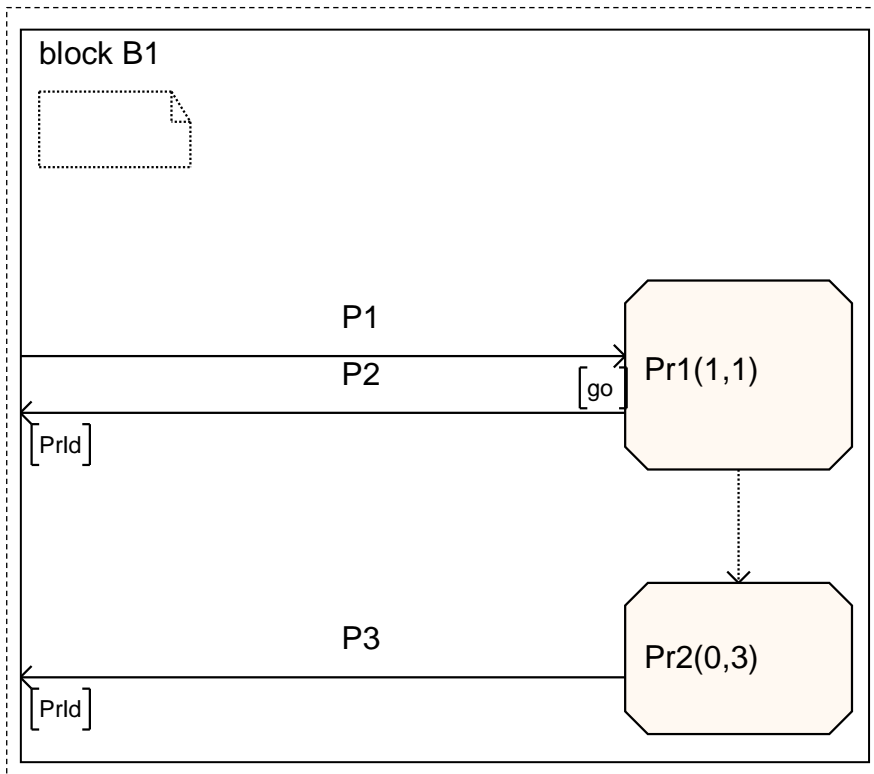 block B1
P1
Pr1(1,1)
P2
[go]
[PrId]
P3
Pr2(0,3)
[PrId]